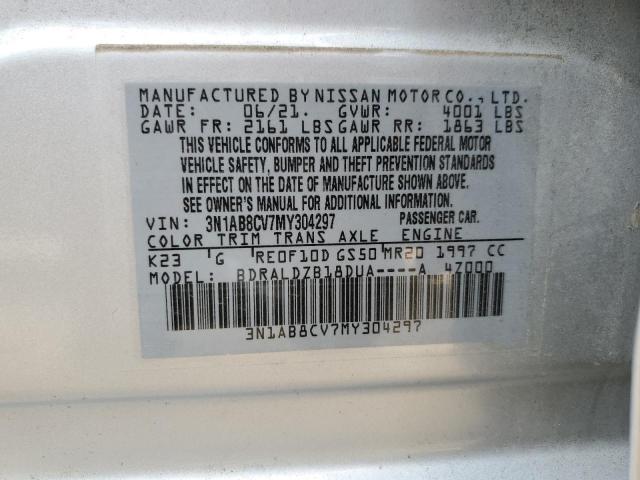 MANUFACTURED BY NISSAN MOTOR CO., LTD.
DATE: 06/21. GVWR: 4001 LBS
GAWR FR: 2161 LBS GAWR RR: 1863 LBS
THIS VEHICLE CONFORMS TO ALL APPLICABLE FEDERAL MOTOR
VEHICLE SAFETY, BUMPER AND THEFT PREVENTION STANDARDS
IN EFFECT ON THE DATE OF MANUFACTURE SHOWN ABOVE.
SEE OWNER'S MANUAL FOR ADDITIONAL INFORMATION.
VIN: 3N1AB8CV7MY304297 PASSENGER CAR.
COLOR TRIM TRANS AXLE ENGINE
K23 G RE0F10D GS50 MR20 1997 CC
MODEL: BDRALDZB18DUA----A 4Z000
3N1AB8CV7MY304297